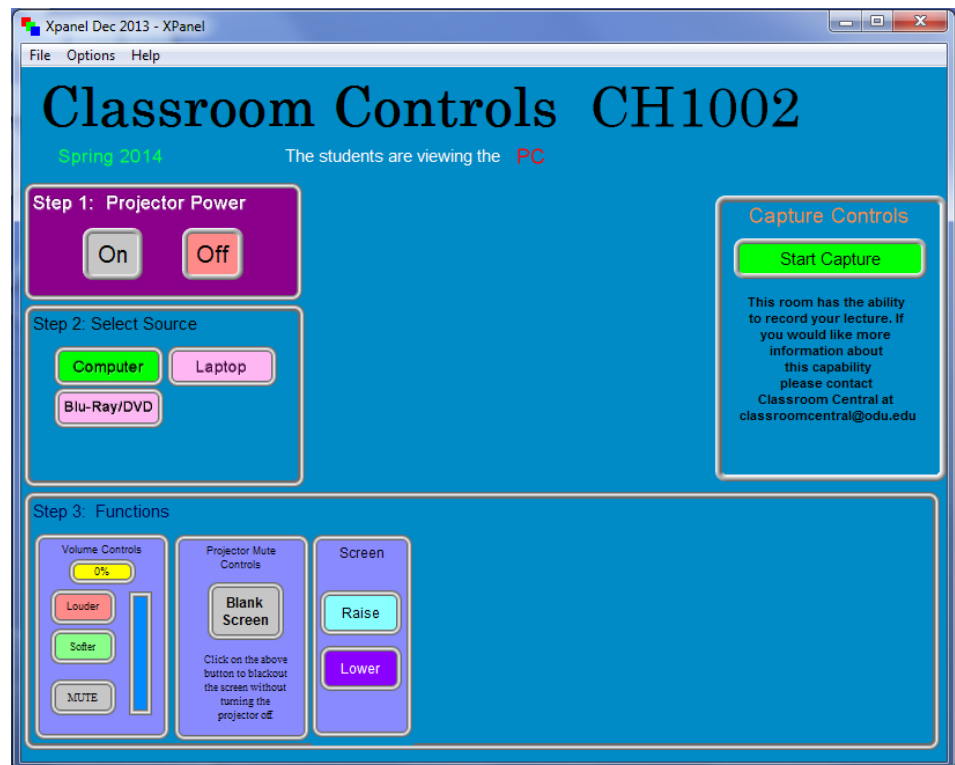 Xpanel Dec 2013 - XPanel
File Options Help
Classroom Controls CH1002
Spring 2014
The students are viewing the PC
Step 1: Projector Power
On
Off
Step 2: Select Source
Computer
Laptop
Blu-Ray/DVD
Capture Controls
Start Capture
This room has the ability
to record your lecture. If
you would like more
information about
this capability
please contact
Classroom Central at
classroomcentral@odu.edu
Step 3: Functions
Volume Controls
0%
Louder
Softer
MUTE
Projector Mute
Controls
Blank
Screen
Click on the above
button to blackout
the screen without
turning the
projector off
Screen
Raise
Lower